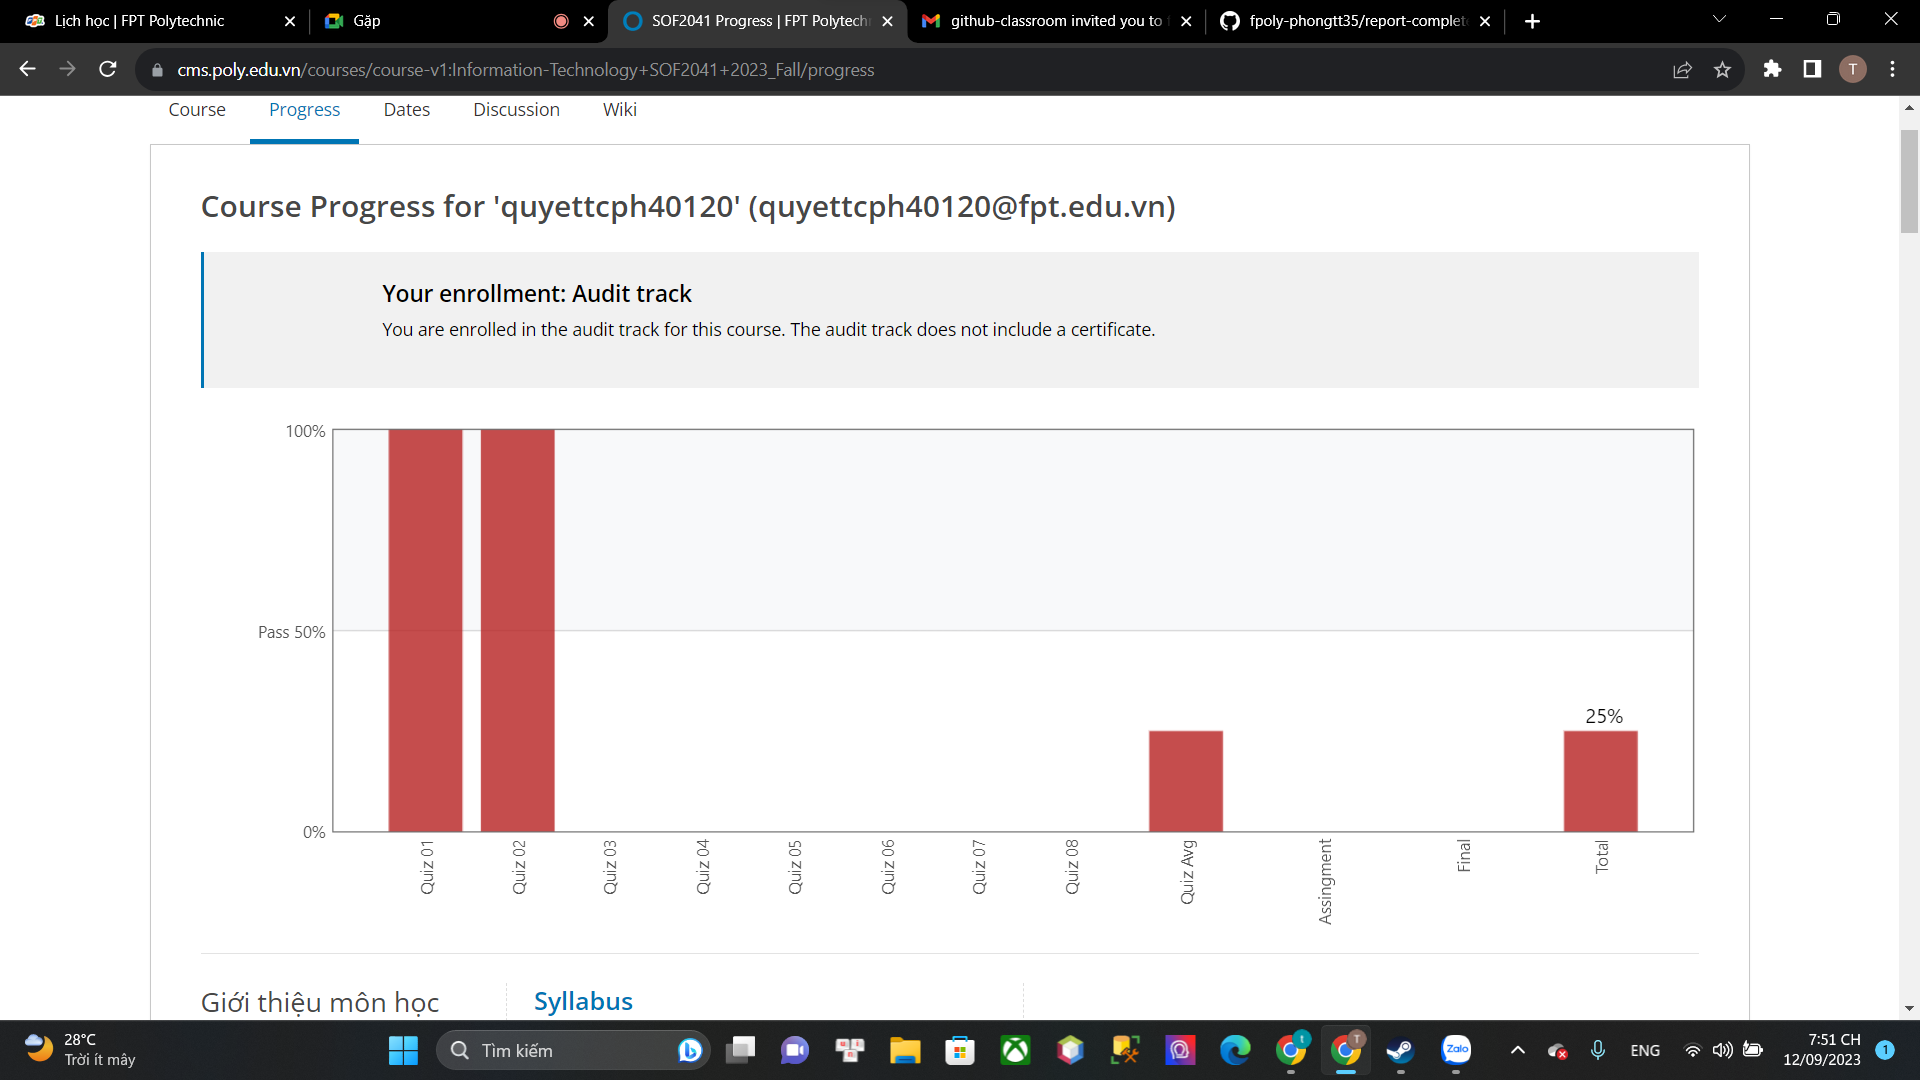 Lịch học | FPT Polytechnic
Gặp
SOF2041 Progress | FPT Polytech
github-classroom invited you to
fpoly-phongtt35/report-complet
cms.poly.edu.vn/courses/course-v1:Information-Technology+SOF2041+2023_Fall/progress
T
Course
Progress
Dates
Discussion
Wiki
Course Progress for 'quyettcph40120' (quyettcph40120@fpt.edu.vn)
Your enrollment: Audit track
You are enrolled in the audit track for this course. The audit track does not include a certificate.
100%
Pass 50%
0%
25%
Quiz 01
Quiz 02
Quiz 03
Quiz 04
Quiz 05
Quiz 06
Quiz 07
Quiz 08
Quiz Avg
Assingment
Final
Total
Giới thiệu môn học
Syllabus
28°C
Trời ít mây
Tìm kiếm
t
T
Zalo
ENG
7:51 CH
12/09/2023
1